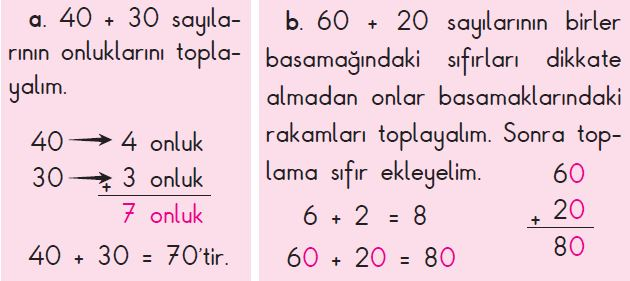 a. 40 + 30 sayıla-
rının onluklarını topla-
yalım.
40 → 4 onluk
30 → + 3 onluk
7 onluk
40 + 30 = 70'tir.
b. 60 + 20 sayılarının birler
basamağındaki sıfırları dikkate
almadan onlar basamaklarındaki
rakamları toplayalım. Sonra top-
lama sıfır ekleyelim.
6 + 2 = 8
60 + 20 = 80
60
+ 20
80